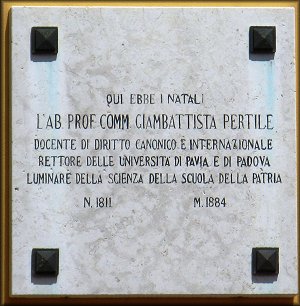 QUI EBBE I NATALI
L'AB. PROF. COMM. GIAMBATTISTA PERTILE
DOCENTE DI DIRITTO CANONICO E INTERNAZIONALE
RETTORE DELLE UNIVERSITÀ DI PAVIA E DI PADOVA
LUMINARE DELLA SCIENZA DELLA SCUOLA DELLA PATRIA
N. 1811 M. 1884